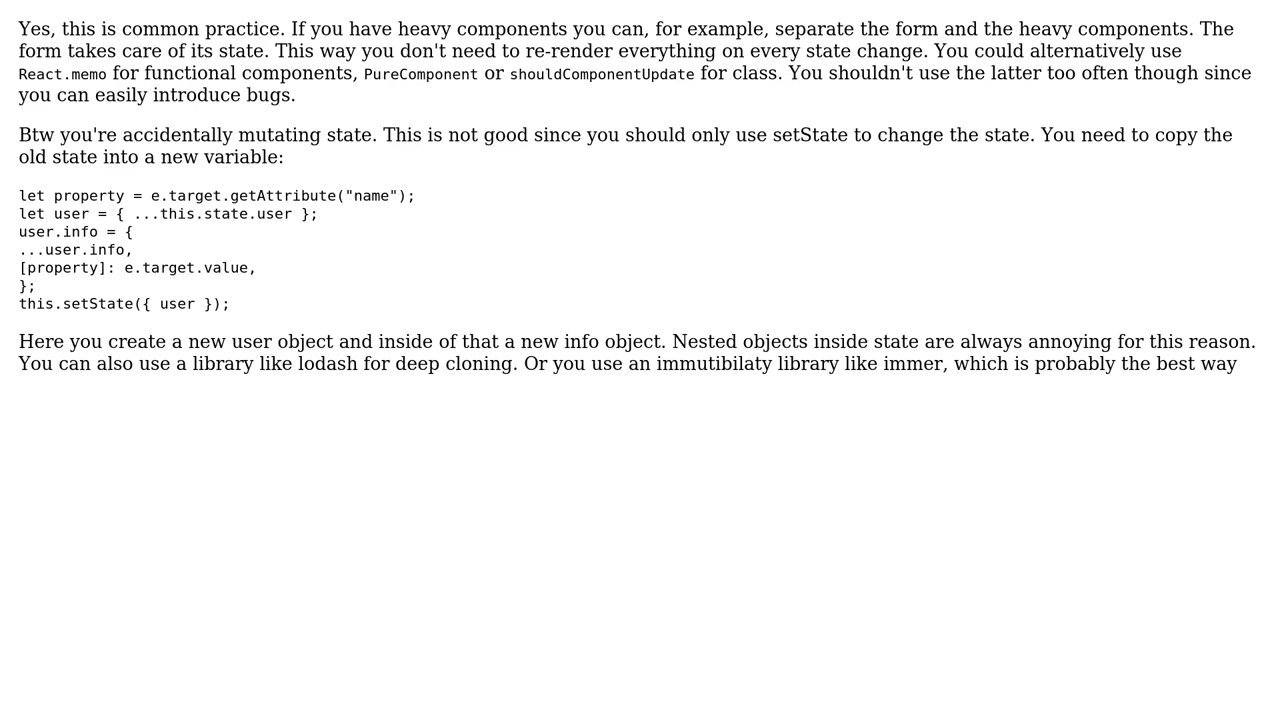 Yes, this is common practice. If you have heavy components you can, for example, separate the form and the heavy components. The
form takes care of its state. This way you don't need to re-render everything on every state change. You could alternatively use
React.memo for functional components, PureComponent or shouldComponentUpdate for class. You shouldn't use the latter too often though since
you can easily introduce bugs.
Btw you're accidentally mutating state. This is not good since you should only use setState to change the state. You need to copy the
old state into a new variable:
let property = e.target.getAttribute("name");
let user = { ...this.state.user };
user.info = {
...user.info,
[property]: e.target.value,
};
this.setState({ user });
Here you create a new user object and inside of that a new info object. Nested objects inside state are always annoying for this reason.
You can also use a library like lodash for deep cloning. Or you use an immutibilaty library like immer, which is probably the best way